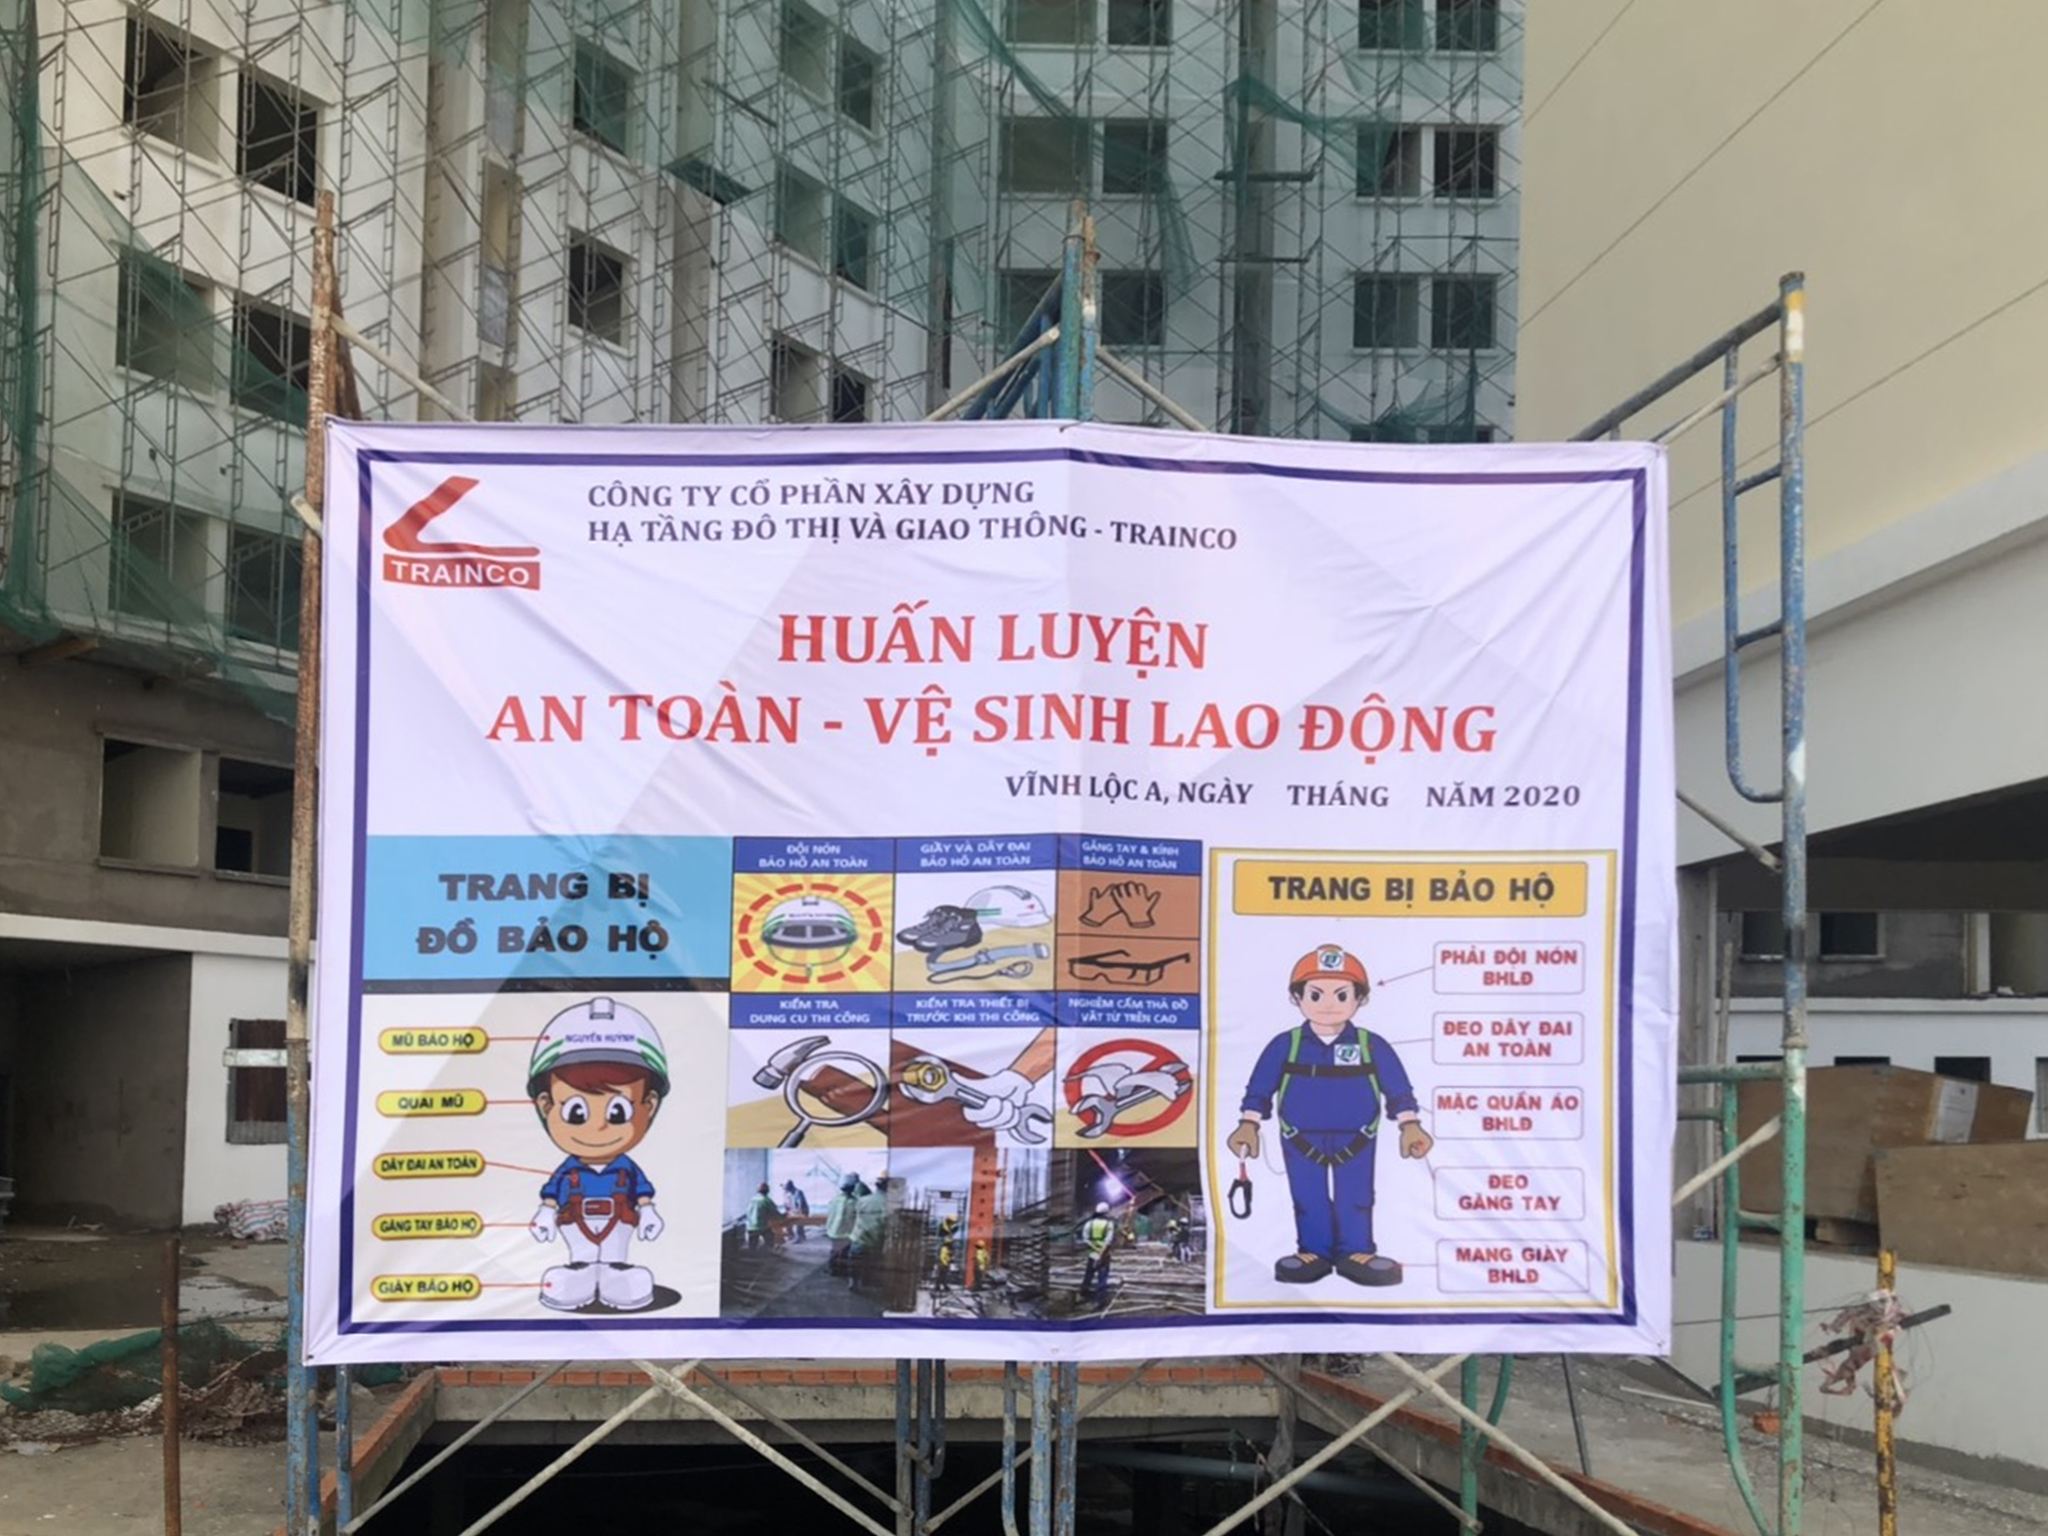 TRAINCO
CÔNG TY CỔ PHẦN XÂY DỰNG
HẠ TẦNG ĐÔ THỊ VÀ GIAO THÔNG - TRAINCO
HUẤN LUYỆN
AN TOÀN - VỆ SINH LAO ĐỘNG
VĨNH LỘC A, NGÀY THÁNG NĂM 2020
TRANG BỊ
ĐỒ BẢO HỘ
MŨ BẢO HỘ
QUAI MŨ
DÂY ĐAI AN TOÀN
GĂNG TAY BẢO HỘ
GIÀY BẢO HỘ
NGUYÊN HUỲNH
ĐỘI NÓN
BẢO HỘ AN TOÀN
GIẦY VÀ DÂY ĐAI
BẢO HỘ AN TOÀN
GĂNG TAY & KÍNH
BẢO HỘ AN TOÀN
KIỂM TRA
DỤNG CỤ THI CÔNG
KIỂM TRA THIẾT BỊ
TRƯỚC KHI THI CÔNG
NGHIÊM CẤM THẢ ĐỒ
VẬT TỪ TRÊN CAO
TRANG BỊ BẢO HỘ
PHẢI ĐỘI NÓN
BHLĐ
ĐEO DÂY ĐAI
AN TOÀN
MẶC QUẦN ÁO
BHLĐ
ĐEO
GĂNG TAY
MANG GIÀY
BHLĐ